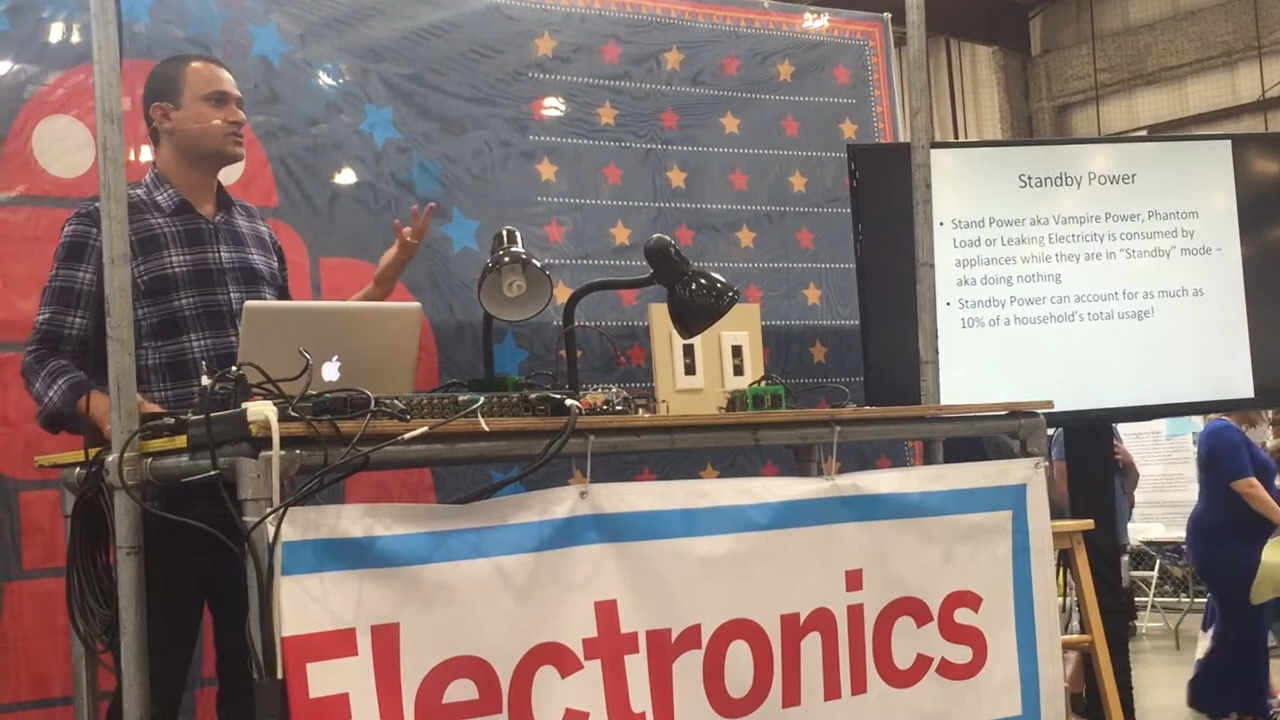 Standby Power
• Stand Power aka Vampire Power, Phantom
Load or Leaking Electricity is consumed by
appliances while they are in “Standby” mode –
aka doing nothing
• Standby Power can account for as much as
10% of a household's total usage!
Electronics